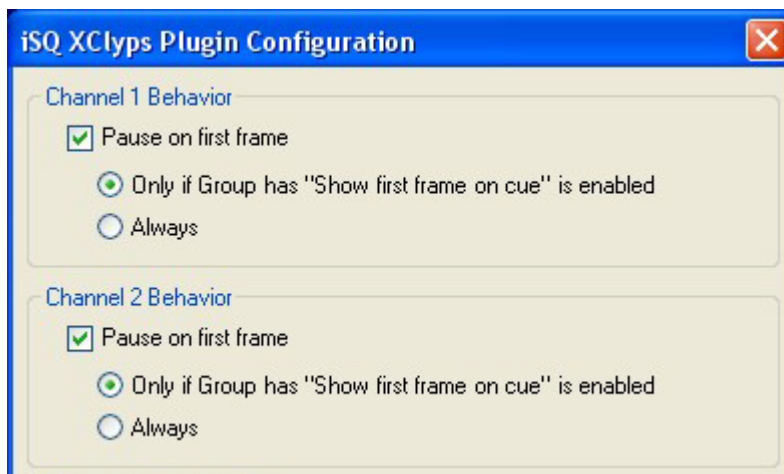 iSQ XClyps Plugin Configuration
Channel 1 Behavior
Pause on first frame
Only if Group has "Show first frame on cue" is enabled
Always
Channel 2 Behavior
Pause on first frame
Only if Group has "Show first frame on cue" is enabled
Always